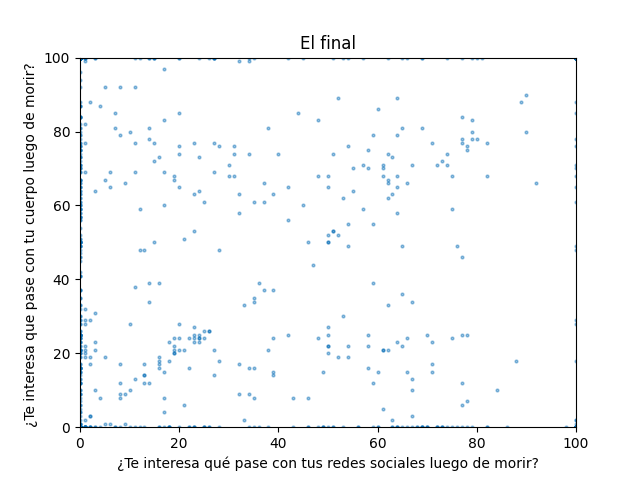 El final
¿Te interesa que pase con tu cuerpo luego de morir?
100
80
60
40
20
0
0 20 40 60 80 100
¿Te interesa qué pase con tus redes sociales luego de morir?